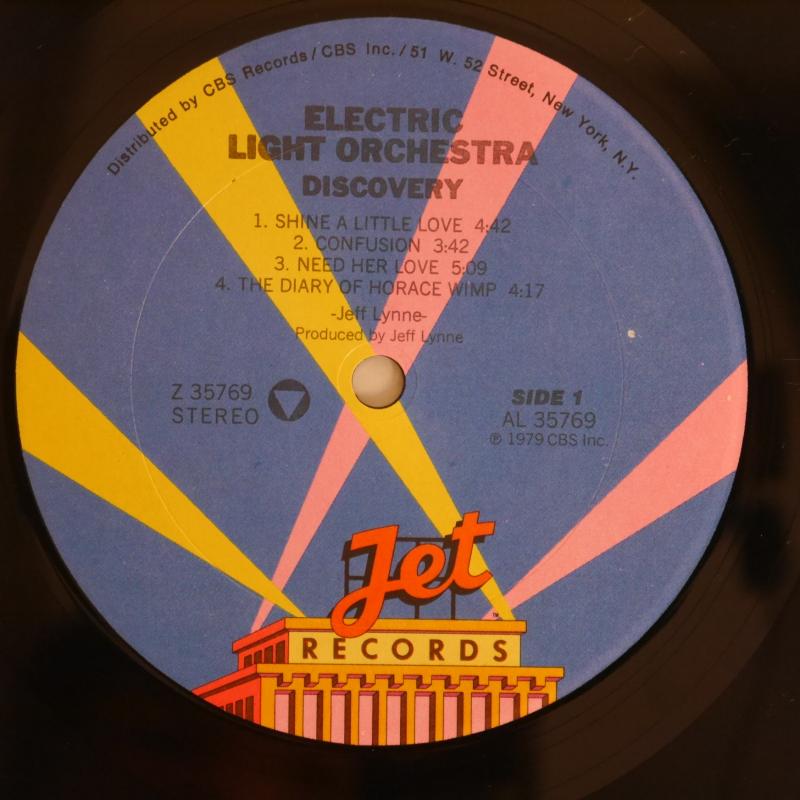 Distributed by CBS Records/CBS Inc./51 W. 52 Street, New York, N.Y.
ELECTRIC
LIGHT ORCHESTRA
DISCOVERY
1. SHINE A LITTLE LOVE 4:42
2. CONFUSION 3:42
3. NEED HER LOVE 5:09
4. THE DIARY OF HORACE WIMP 4:17
-Jeff Lynne-
Produced by Jeff Lynne
Z 35769
STEREO
SIDE 1
AL 35769
℗ 1979 CBS Inc.
Jet
™
RECORDS